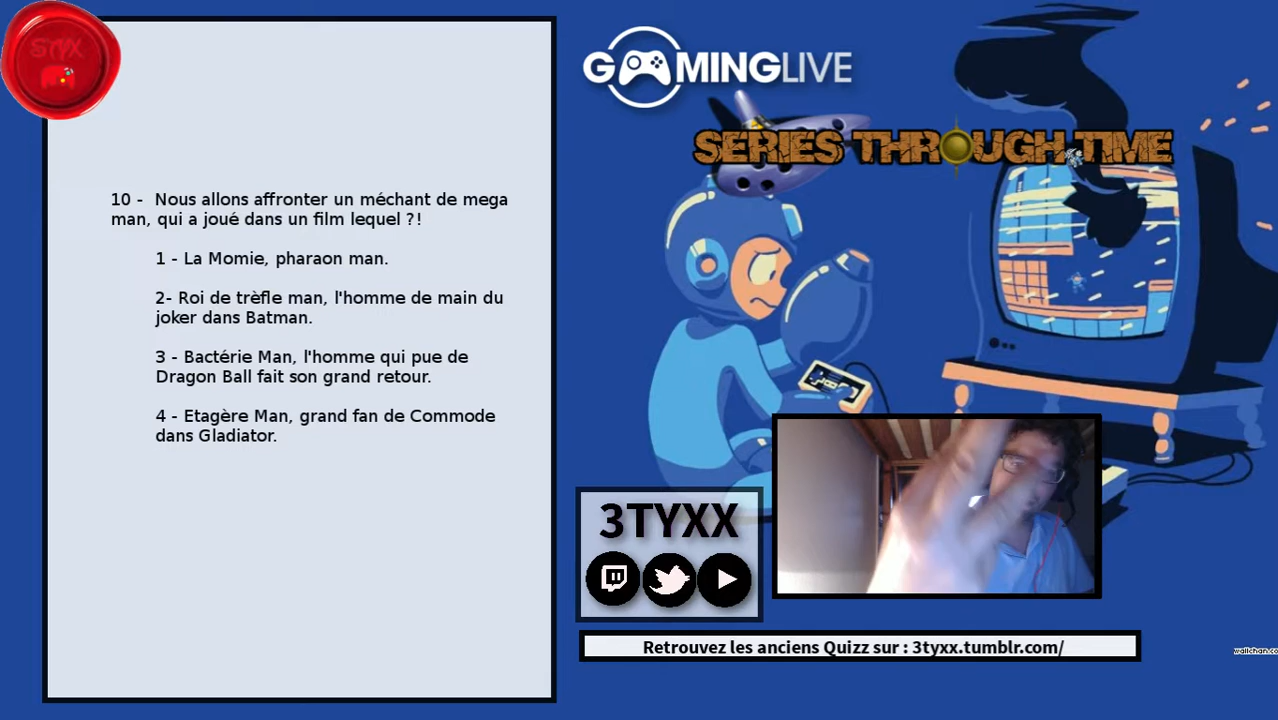 STYX
GAMINGLIVE
SERIES THROUGH TIME
10 - Nous allons affronter un méchant de mega
man, qui a joué dans un film lequel ?!
1 - La Momie, pharaon man.
2- Roi de trèfle man, l'homme de main du
joker dans Batman.
3 - Bactérie Man, l'homme qui pue de
Dragon Ball fait son grand retour.
4 - Etagère Man, grand fan de Commode
dans Gladiator.
3TYXX
Retrouvez les anciens Quizz sur : 3tyxx.tumblr.com/
wallchan.co